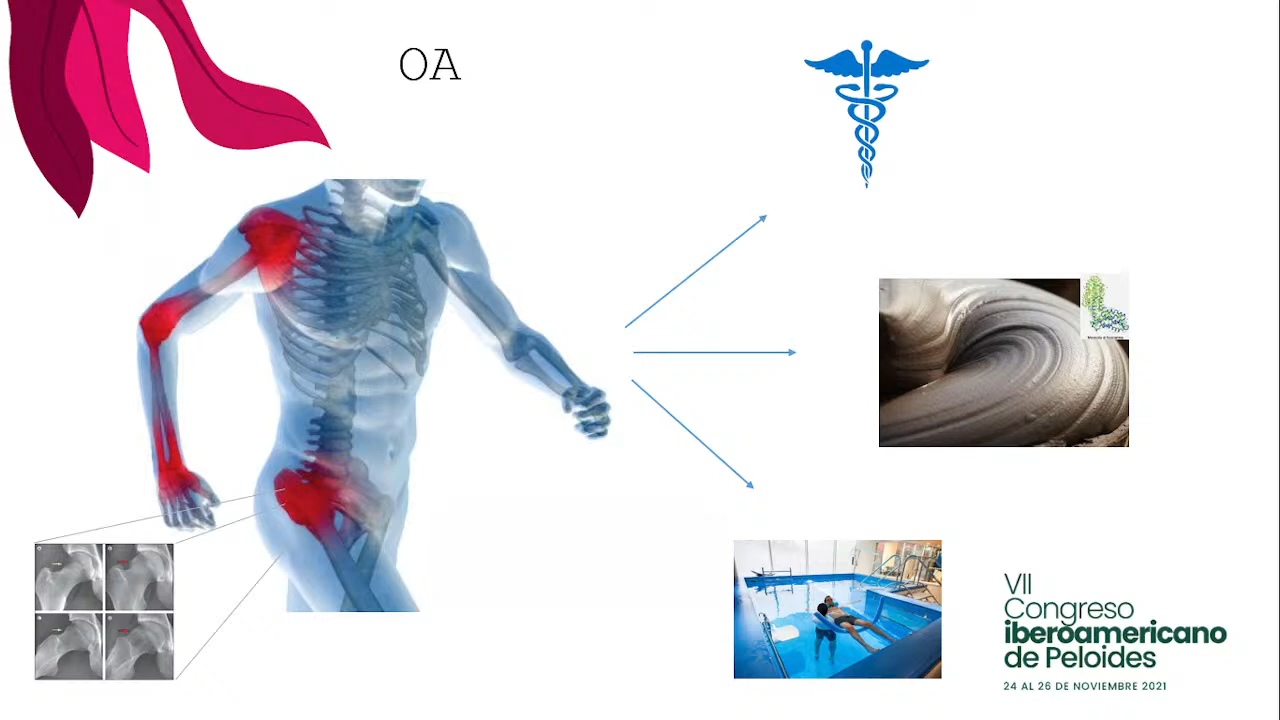 OA
VII
Congreso
iberoamericano
de Peloides
24 AL 26 DE NOVIEMBRE 2021